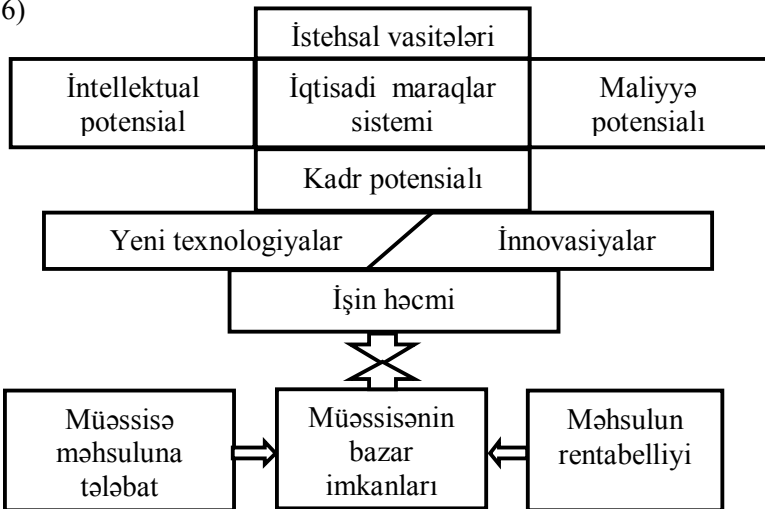 6)
İstehsal vasitələri
İntellektual
potensial
İqtisadi maraqlar
sistemi
Maliyyə
potensialı
Kadr potensialı
Yeni texnologiyalar
İnnovasiyalar
İşin həcmi
Müəssisə
məhsuluna
tələbat
Müəssisənin
bazar
imkanları
Məhsulun
rentabelliyi